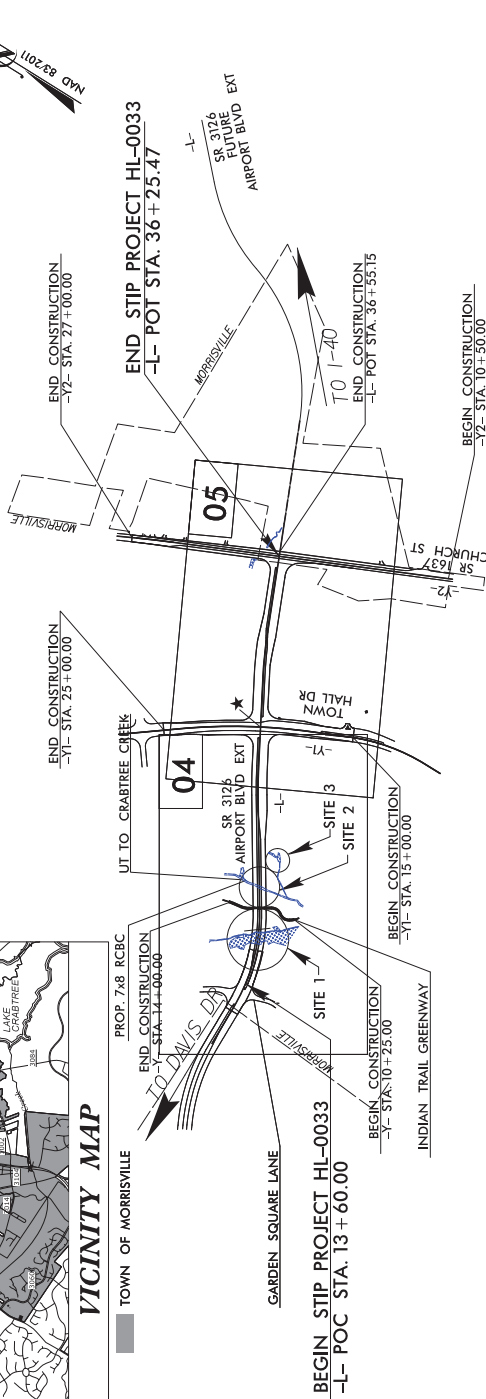 NAD 83/2011
LAKE CRABTREE
3084
3002
3014
3104
3060
VICINITY MAP
TOWN OF MORRISVILLE
PROP. 7x8 RCBC
UT TO CRABTREE CREEK
END CONSTRUCTION
-Y1- STA. 25+00.00
END CONSTRUCTION
-Y2- STA. 27+00.00
END STIP PROJECT HL-0033
-L- POT STA. 36+25.47
-L-
SR 3126
FUTURE
AIRPORT BLVD EXT
MORRISVILLE
MORRISVILLE
TO I-40
END CONSTRUCTION
-L- POT STA. 36+55.15
BEGIN CONSTRUCTION
-Y2- STA. 10+50.00
SR 1637
CHURCH ST
-Y2-
05
04
TOWN
HALL DR
-Y1-
SR 3126
AIRPORT BLVD EXT
-L-
SITE 3
SITE 2
SITE 1
BEGIN CONSTRUCTION
-Y1- STA. 15+00.00
END CONSTRUCTION
-Y- STA. 14+00.00
TO DAVIS DR
MORRISVILLE
BEGIN CONSTRUCTION
-Y- STA. 10+25.00
INDIAN TRAIL GREENWAY
GARDEN SQUARE LANE
BEGIN STIP PROJECT HL-0033
-L- POC STA. 13+60.00